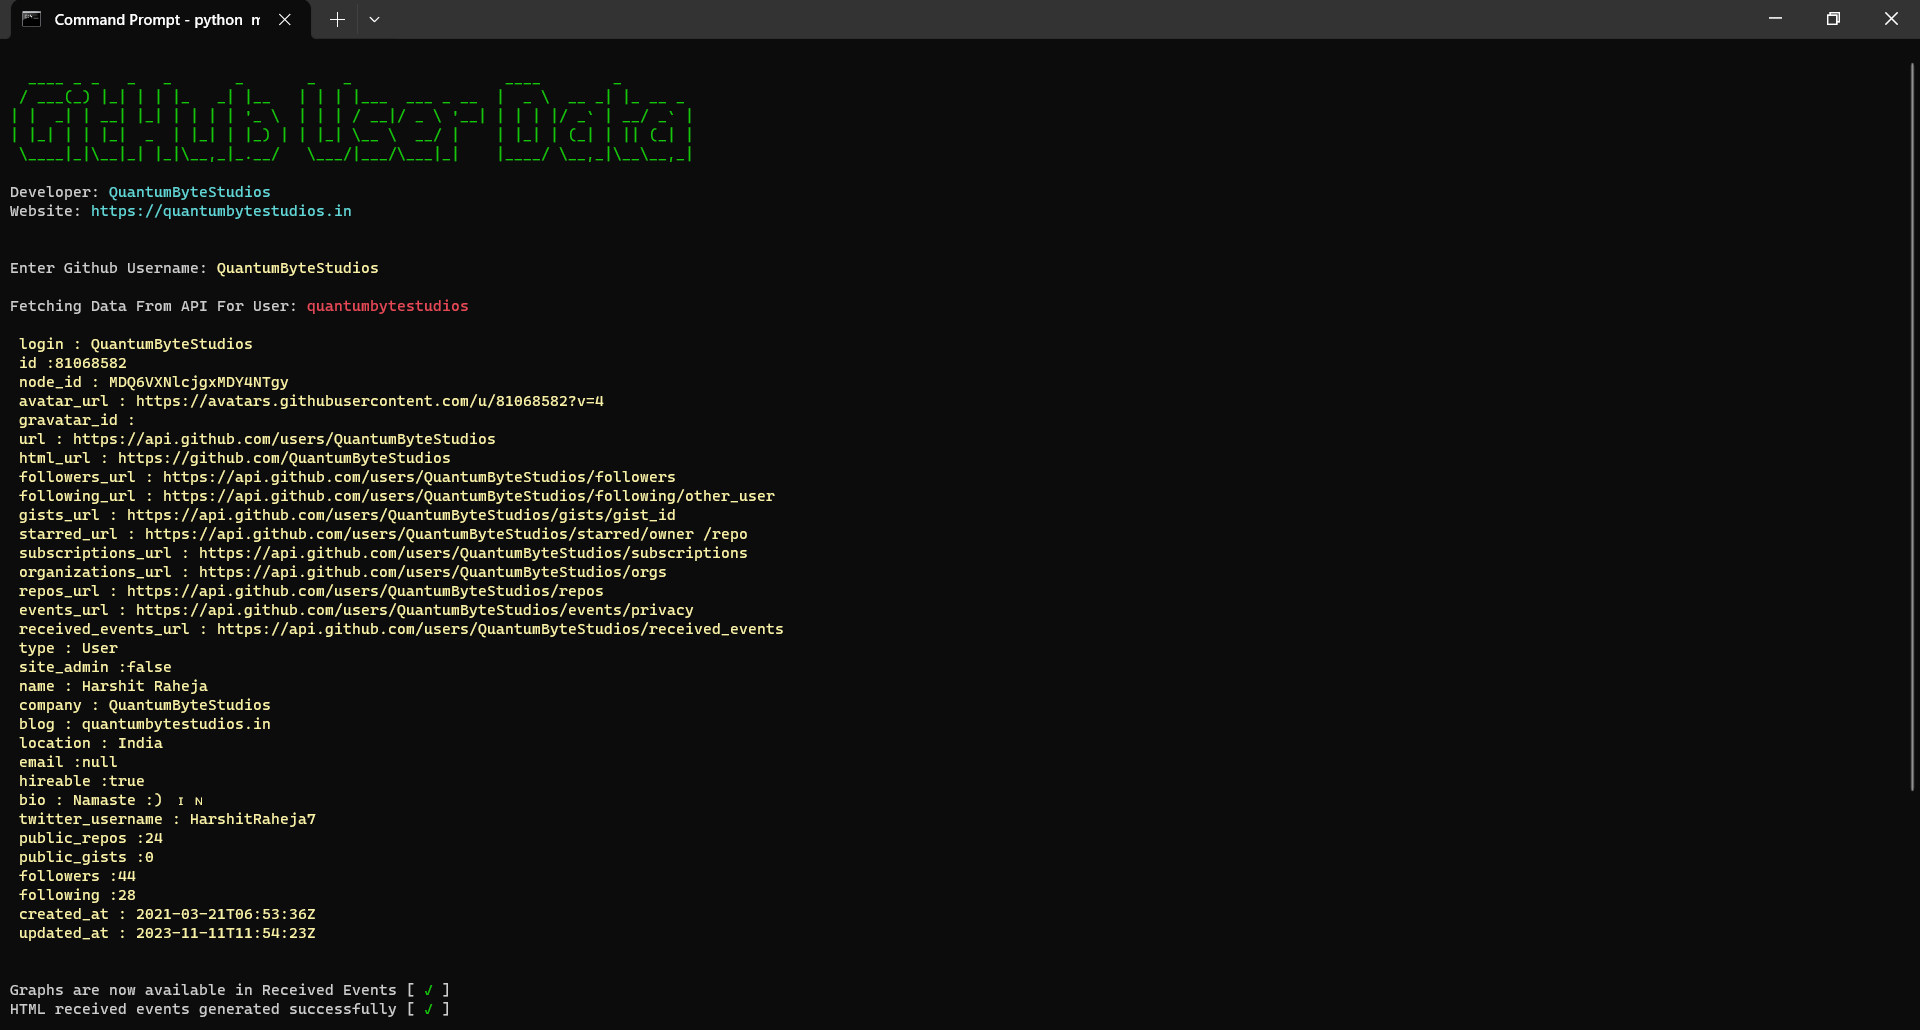 Command Prompt - python m
GitHub User Data
Developer: QuantumByteStudios
Website: https://quantumbytestudios.in
Enter Github Username: QuantumByteStudios
Fetching Data From API For User: quantumbytestudios
login : QuantumByteStudios
id :81068582
node_id : MDQ6VXNlcjgxMDY4NTgy
avatar_url : https://avatars.githubusercontent.com/u/81068582?v=4
gravatar_id :
url : https://api.github.com/users/QuantumByteStudios
html_url : https://github.com/QuantumByteStudios
followers_url : https://api.github.com/users/QuantumByteStudios/followers
following_url : https://api.github.com/users/QuantumByteStudios/following/other_user
gists_url : https://api.github.com/users/QuantumByteStudios/gists/gist_id
starred_url : https://api.github.com/users/QuantumByteStudios/starred/owner /repo
subscriptions_url : https://api.github.com/users/QuantumByteStudios/subscriptions
organizations_url : https://api.github.com/users/QuantumByteStudios/orgs
repos_url : https://api.github.com/users/QuantumByteStudios/repos
events_url : https://api.github.com/users/QuantumByteStudios/events/privacy
received_events_url : https://api.github.com/users/QuantumByteStudios/received_events
type : User
site_admin :false
name : Harshit Raheja
company : QuantumByteStudios
blog : quantumbytestudios.in
location : India
email :null
hireable :true
bio : Namaste :) 🇮 🇳
twitter_username : HarshitRaheja7
public_repos :24
public_gists :0
followers :44
following :28
created_at : 2021-03-21T06:53:36Z
updated_at : 2023-11-11T11:54:23Z
Graphs are now available in Received Events [ √ ]
HTML received events generated successfully [ √ ]